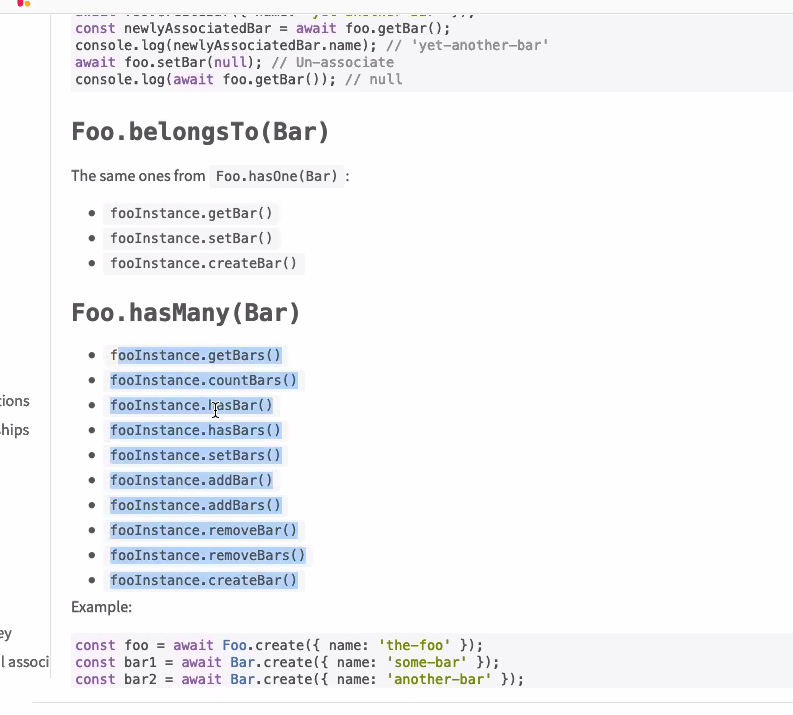 const newlyAssociatedBar = await foo.getBar();
console.log(newlyAssociatedBar.name); // 'yet-another-bar'
await foo.setBar(null); // Un-associate
console.log(await foo.getBar()); // null
Foo.belongsTo(Bar)
The same ones from Foo.hasOne(Bar) :
fooInstance.getBar()
fooInstance.setBar()
fooInstance.createBar()
Foo.hasMany(Bar)
fooInstance.getBars()
fooInstance.countBars()
fooInstance.hasBar()
fooInstance.hasBars()
fooInstance.setBars()
fooInstance.addBar()
fooInstance.addBars()
fooInstance.removeBar()
fooInstance.removeBars()
fooInstance.createBar()
Example:
const foo = await Foo.create({ name: 'the-foo' });
const bar1 = await Bar.create({ name: 'some-bar' });
const bar2 = await Bar.create({ name: 'another-bar' });
tions
ships
ey
l associ